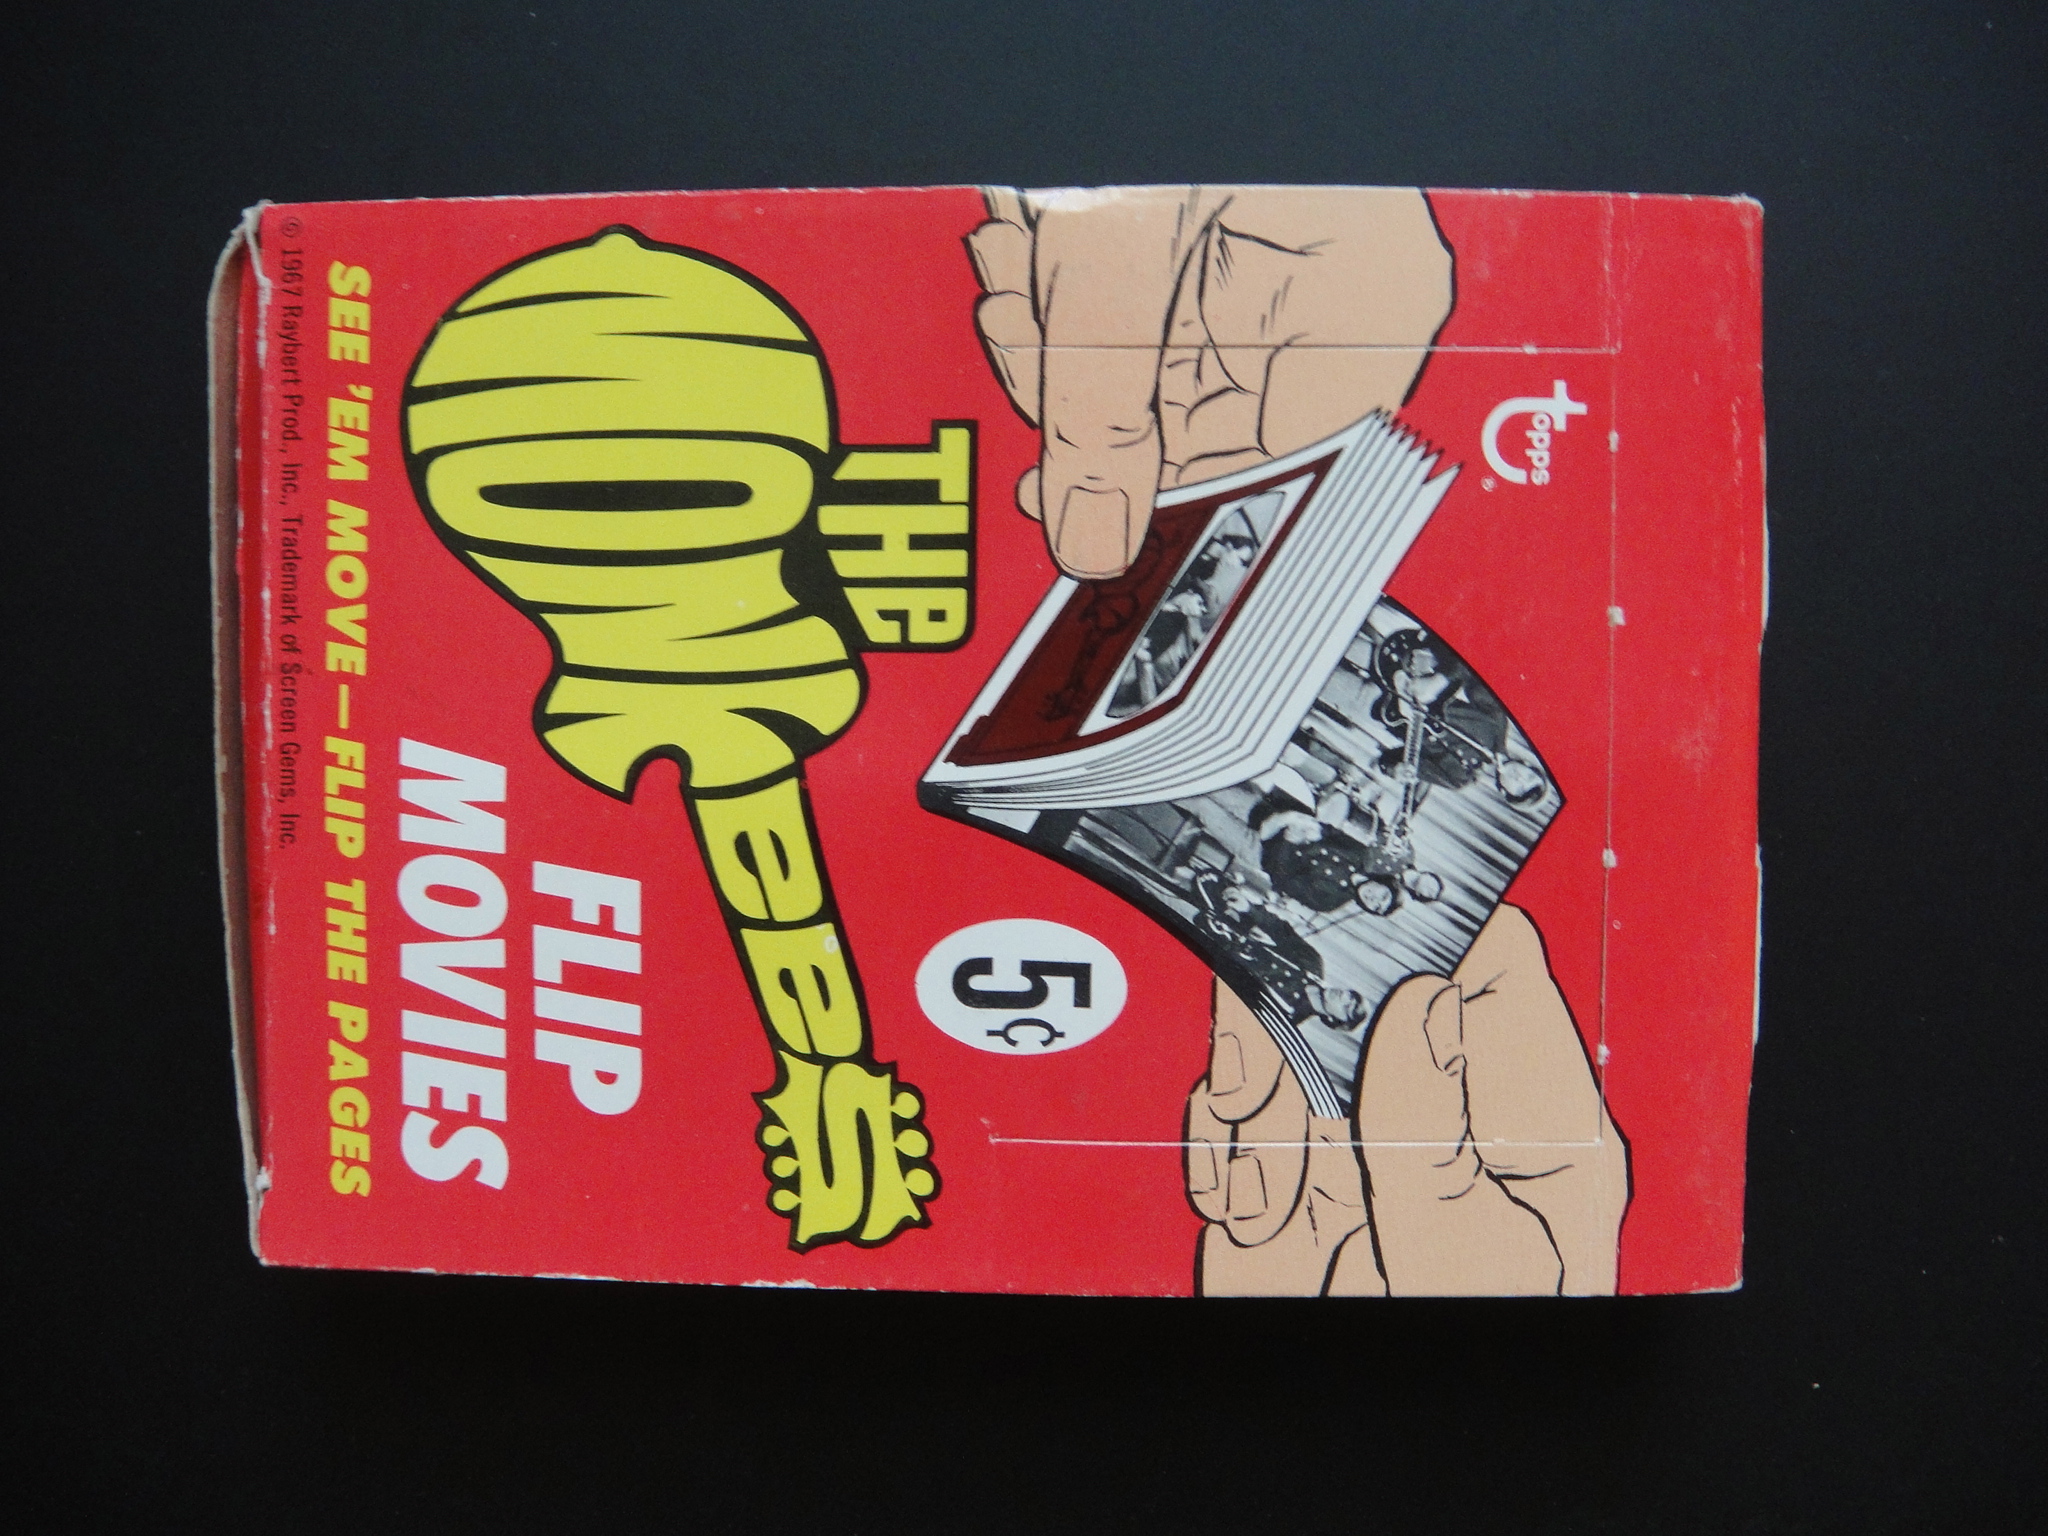 topps ®
THe
MONKees
5¢
FLIP
MOVIES
SEE 'EM MOVE—FLIP THE PAGES
© 1967 Raybert Prod., Inc., Trademark of Screen Gems, Inc.